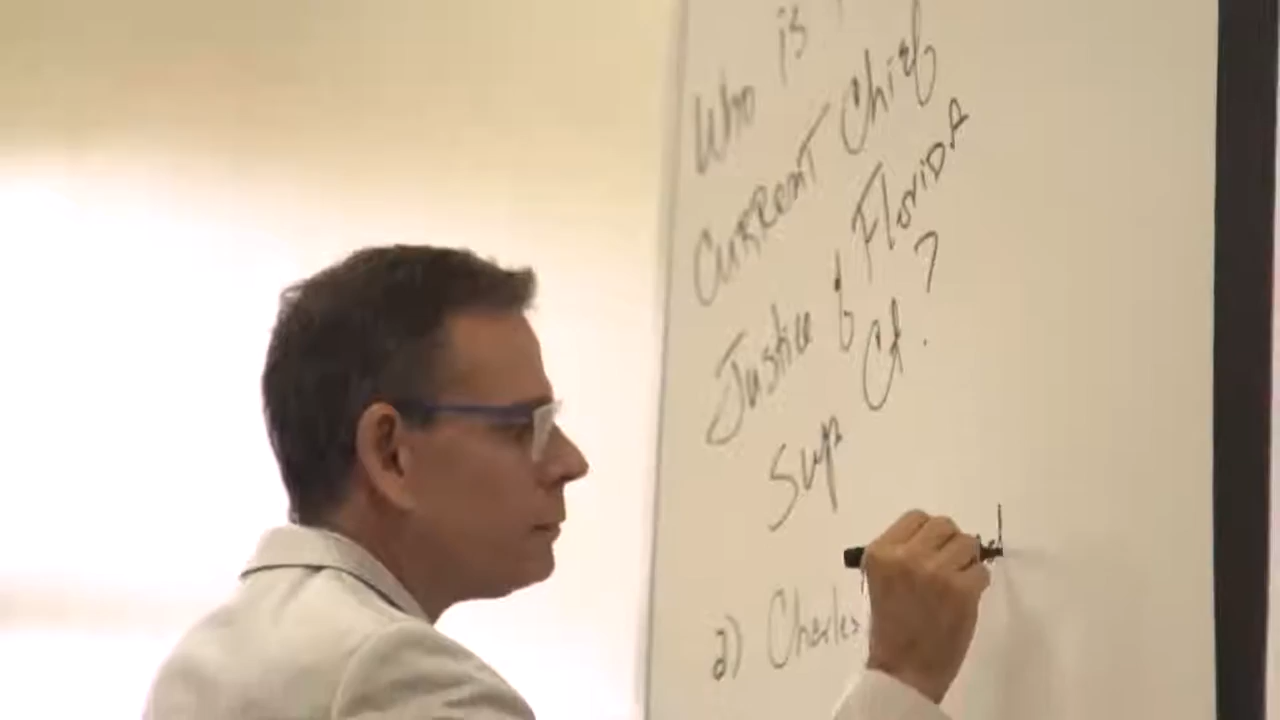 Who is
Current Chief
Justice of Florida
Sup Ct. ?
a) Charles